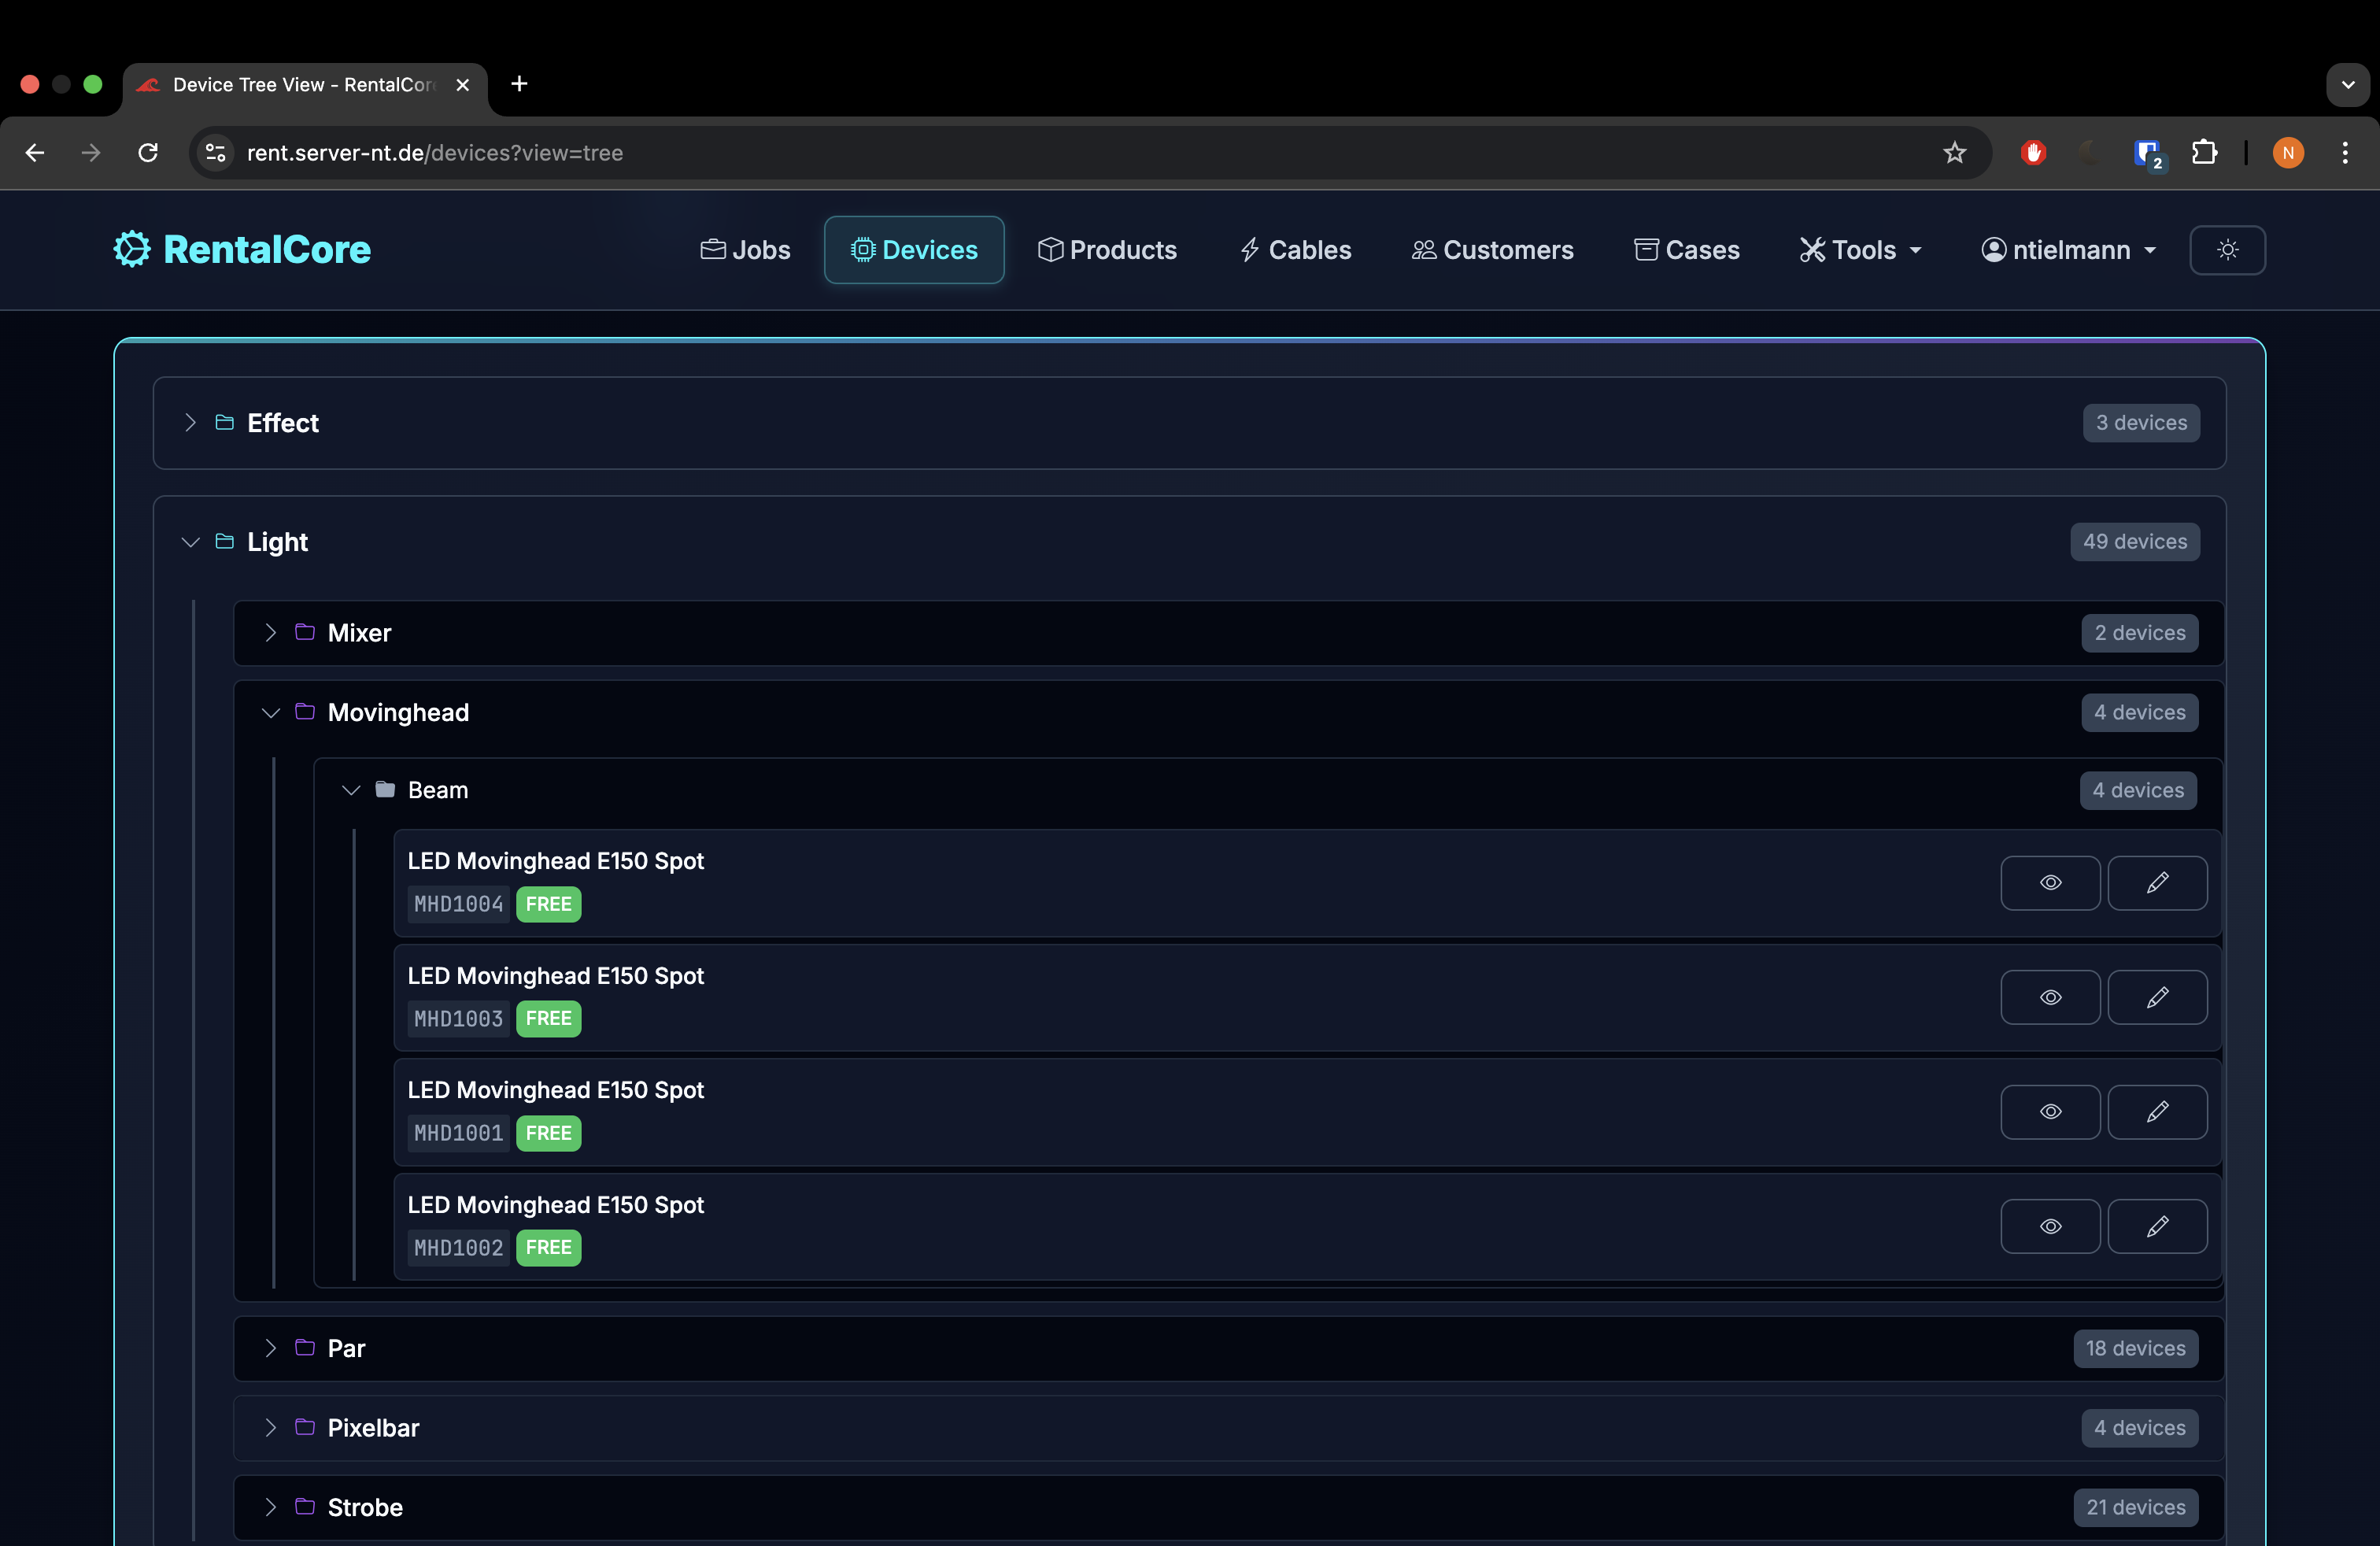 Device Tree View - RentalCore
rent.server-nt.de/devices?view=tree
2
N
RentalCore
Jobs
Devices
Products
Cables
Customers
Cases
Tools
ntielmann
Effect
3 devices
Light
49 devices
Mixer
2 devices
Movinghead
4 devices
Beam
4 devices
LED Movinghead E150 Spot
MHD1004 FREE
LED Movinghead E150 Spot
MHD1003 FREE
LED Movinghead E150 Spot
MHD1001 FREE
LED Movinghead E150 Spot
MHD1002 FREE
Par
18 devices
Pixelbar
4 devices
Strobe
21 devices